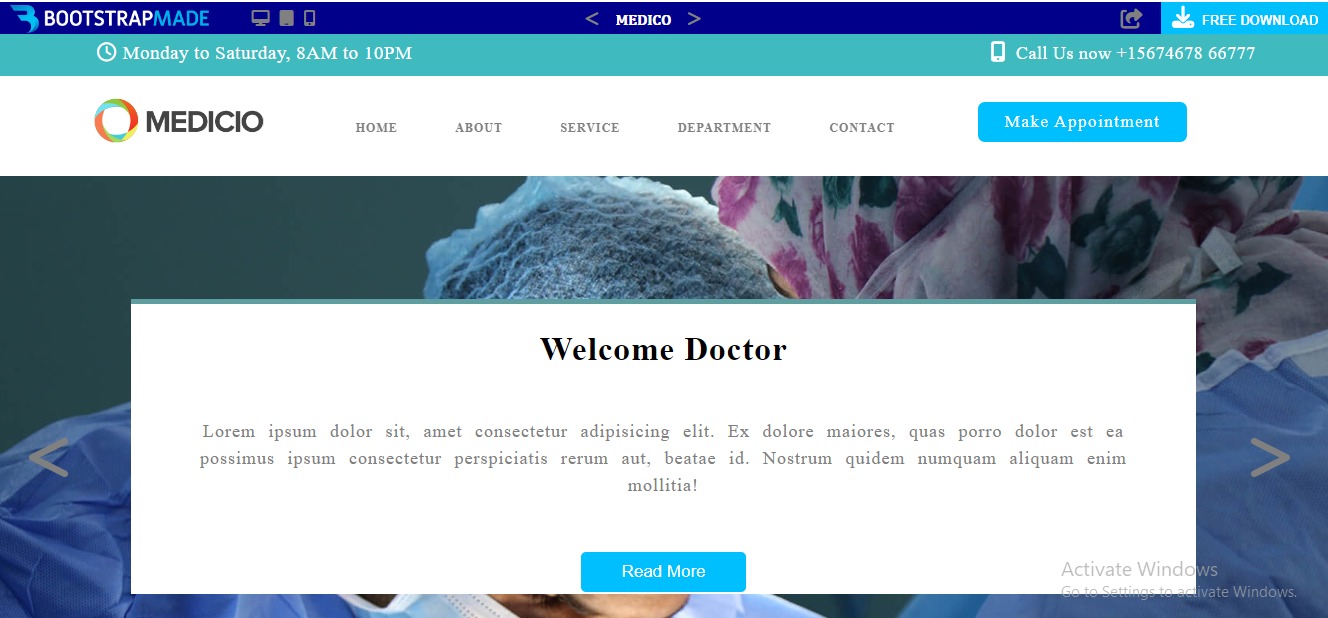 BOOTSTRAPMADE < MEDICO > FREE DOWNLOAD
Monday to Saturday, 8AM to 10PM Call Us now +15674678 66777
MEDICIO HOME ABOUT SERVICE DEPARTMENT CONTACT Make Appointment
Welcome Doctor
Lorem ipsum dolor sit, amet consectetur adipisicing elit. Ex dolore maiores, quas porro dolor est ea
possimus ipsum consectetur perspiciatis rerum aut, beatae id. Nostrum quidem numquam aliquam enim
mollitia!
< >
Read More
Activate Windows
Go to Settings to activate Windows.